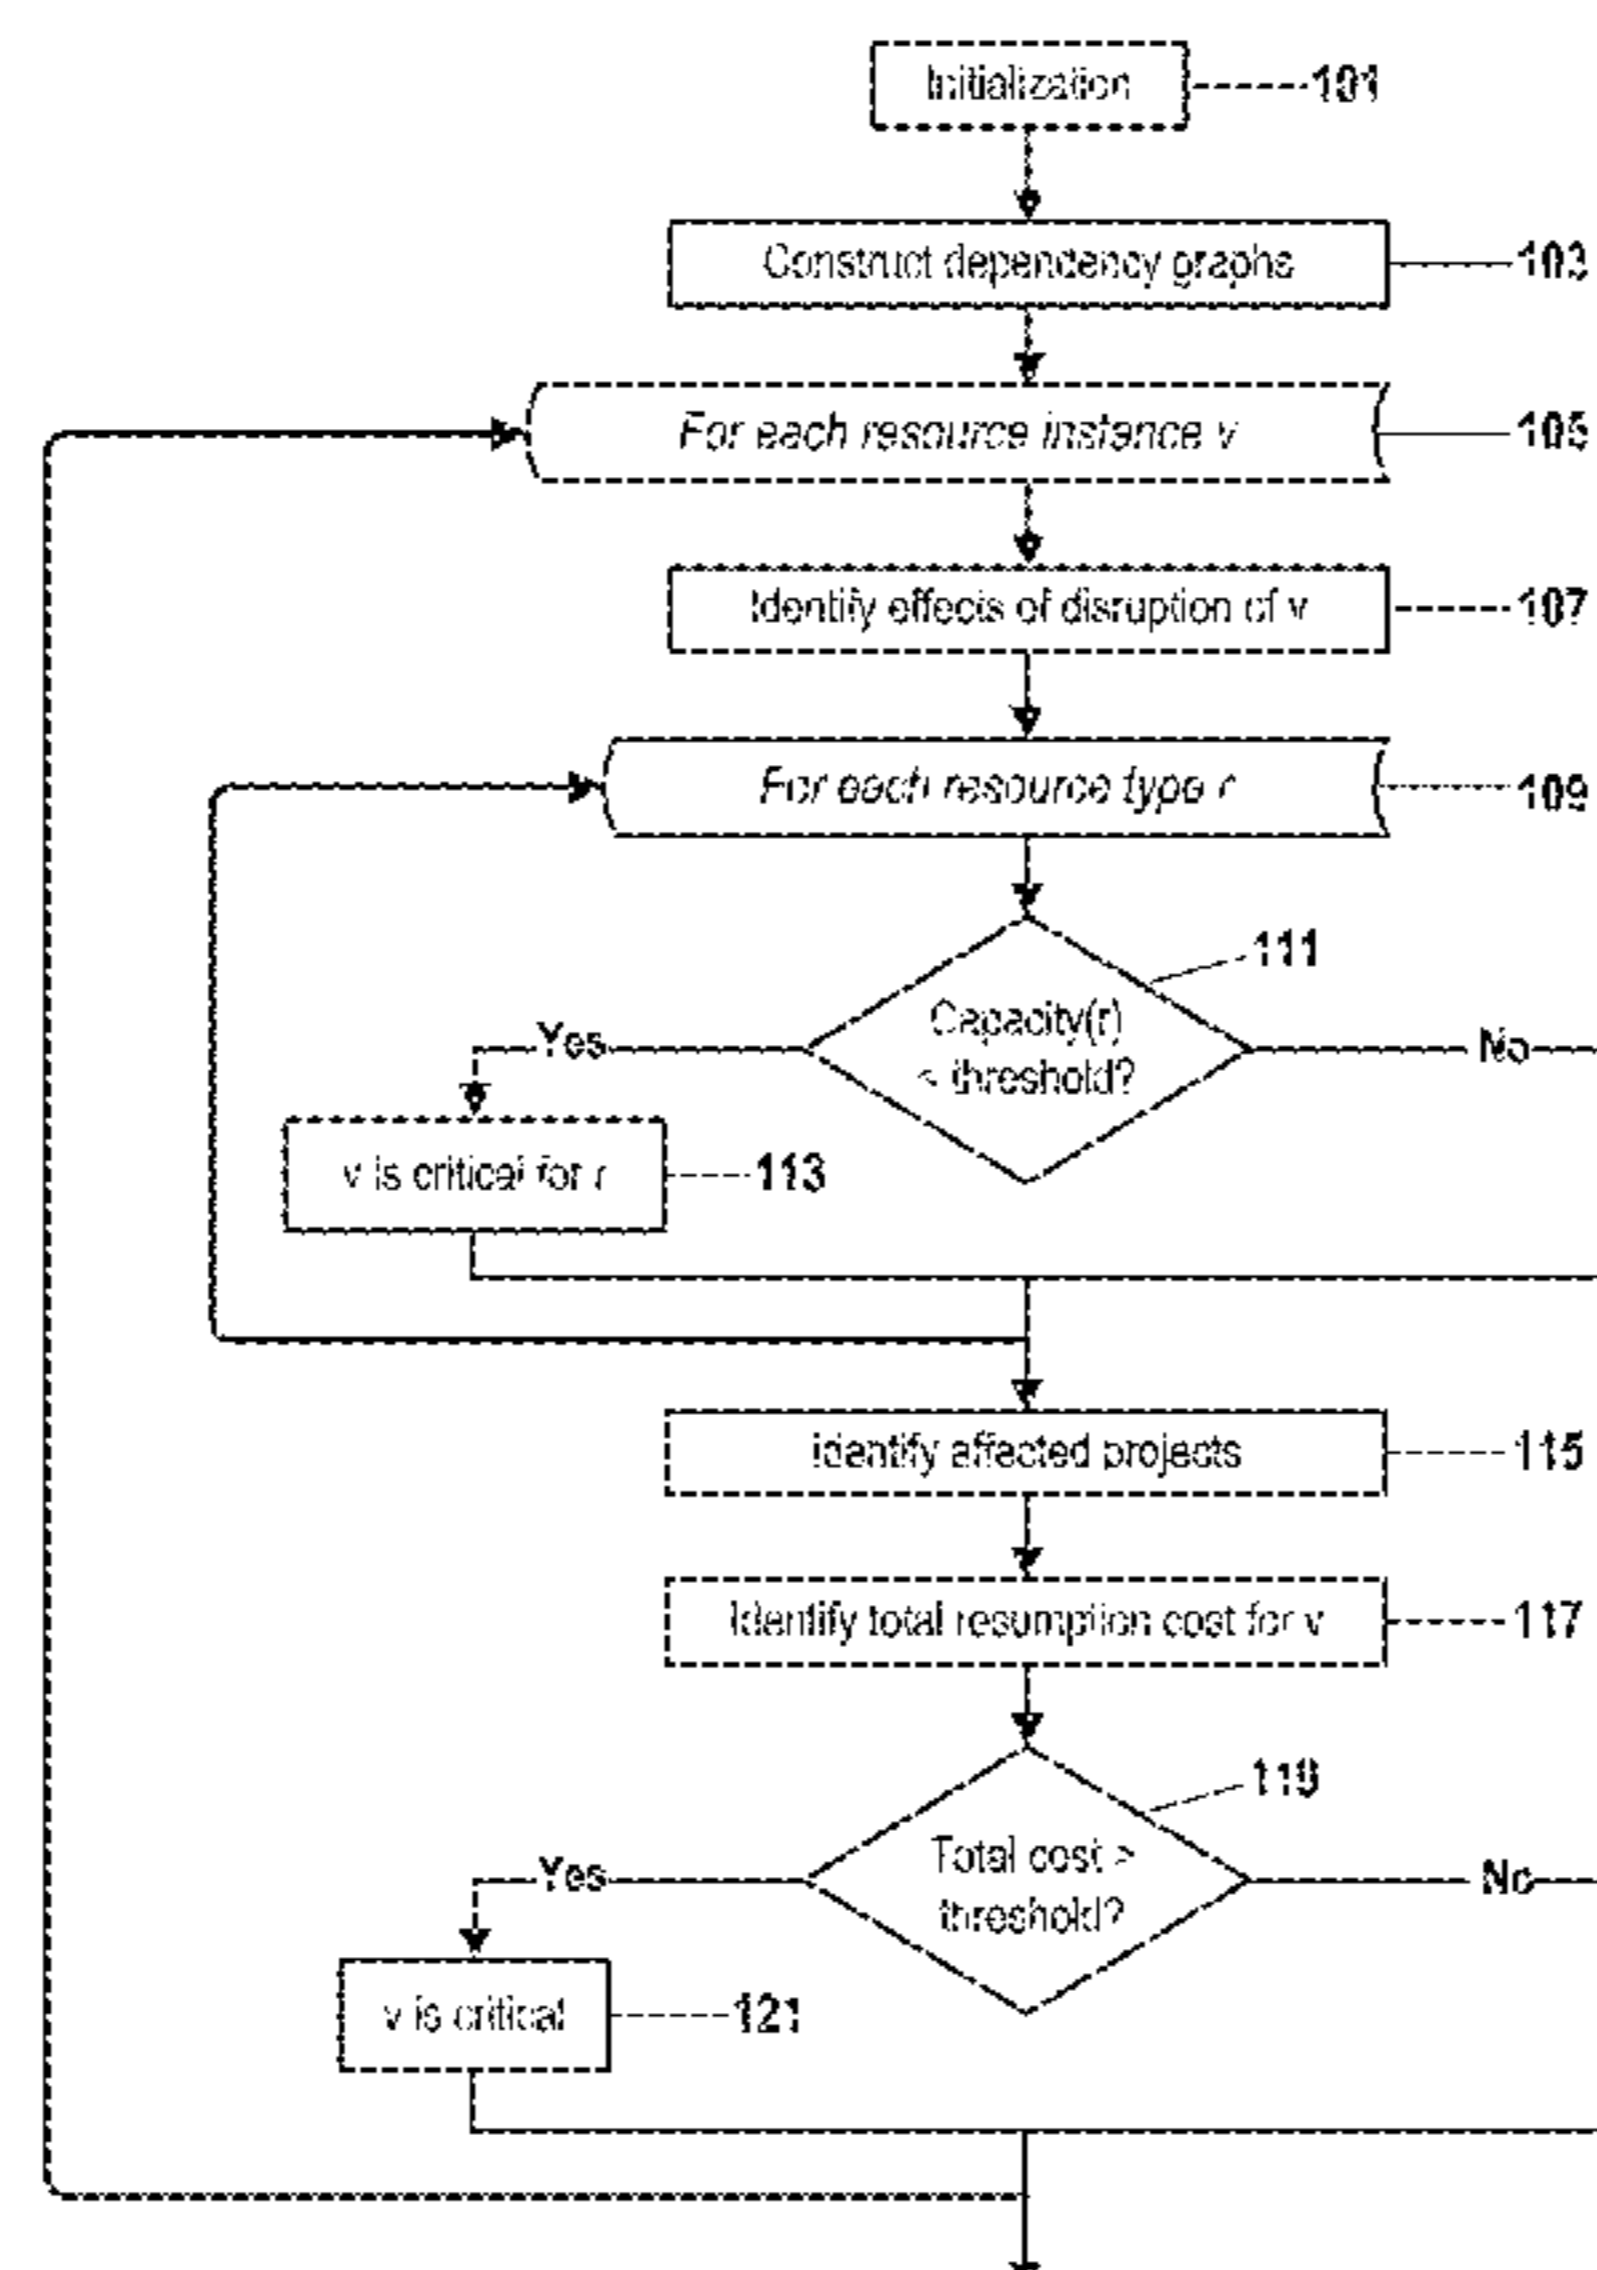 Initialization 101
Construct dependency graphs 103
For each resource instance v 105
Identify effects of disruption of v 107
For each resource type r 109
111
Capacity(r)
< threshold?
Yes
No
v is critical for r 113
Identify affected projects 115
Identify total resumption cost for v 117
119
Total cost >
threshold?
Yes
No
v is critical 121